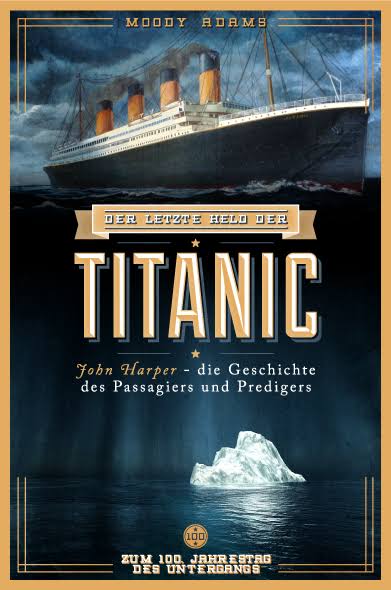 MOODY ADAMS
DER LETZTE HELD DER
TITANIC
John Harper - die Geschichte
des Passagiers und Predigers
100
ZUM 100. JAHRESTAG
DES UNTERGANGS